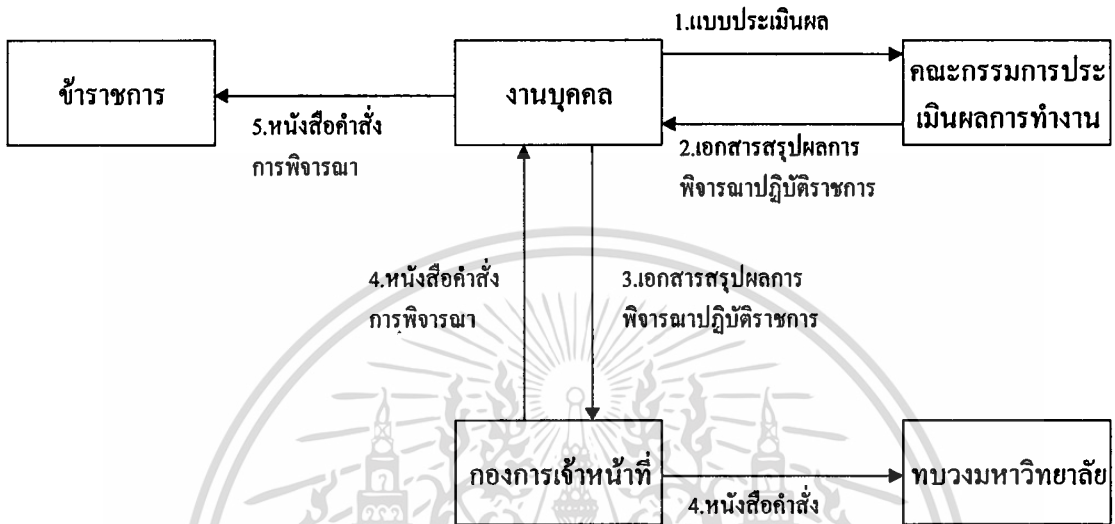 1.แบบประเมินผล
ข้าราชการ
งานบุคคล
คณะกรรมการประ
เมินผลการทำงาน
5.หนังสือคำสั่ง
การพิจารณา
2.เอกสารสรุปผลการ
พิจารณาปฏิบัติราชการ
4.หนังสือคำสั่ง
การพิจารณา
3.เอกสารสรุปผลการ
พิจารณาปฏิบัติราชการ
กองการเจ้าหน้าที่
ทบวงมหาวิทยาลัย
4.หนังสือคำสั่ง